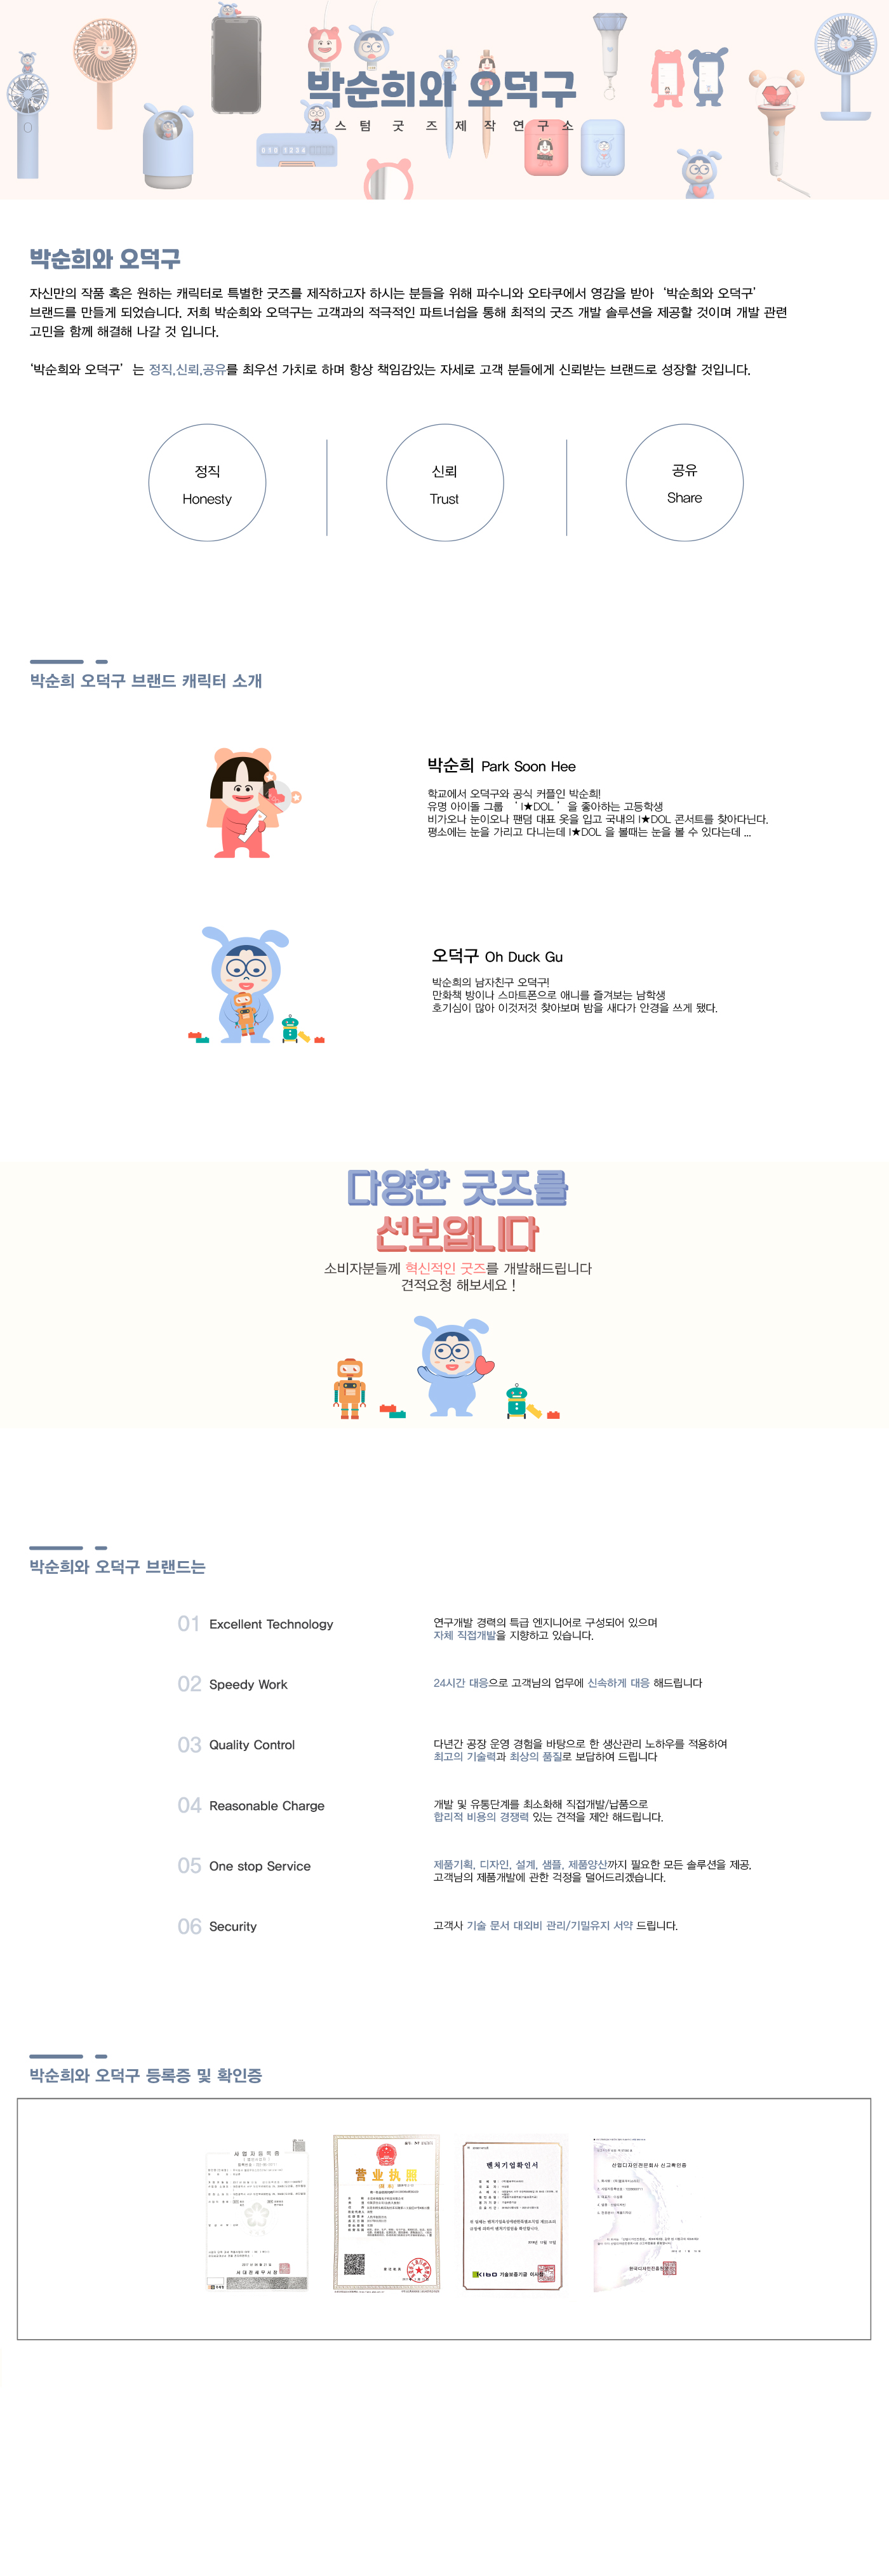 박순희와 오덕구
커스텀 굿즈제작연구소
박순희와 오덕구
자신만의 작품 혹은 원하는 캐릭터로 특별한 굿즈를 제작하고자 하시는 분들을 위해 파수니와 오타쿠에서 영감을 받아 ‘박순희와 오덕구’
브랜드를 만들게 되었습니다. 저희 박순희와 오덕구는 고객과의 적극적인 파트너쉽을 통해 최적의 굿즈 개발 솔루션을 제공할 것이며 개발 관련
고민을 함께 해결해 나갈 것 입니다.
‘박순희와 오덕구’ 는 정직,신뢰,공유를 최우선 가치로 하며 항상 책임감있는 자세로 고객 분들에게 신뢰받는 브랜드로 성장할 것입니다.
정직
Honesty
신뢰
Trust
공유
Share
박순희 오덕구 브랜드 캐릭터 소개
박순희 Park Soon Hee
학교에서 오덕구와 공식 커플인 박순희!
유명 아이돌 그룹 ‘I★DOL’ 을 좋아하는 고등학생
비가오나 눈이오나 팬덤 대표 옷을 입고 국내의 I★DOL 콘서트를 찾아다닌다.
평소에는 눈을 가리고 다니는데 I★DOL 을 볼때는 눈을 볼 수 있다는데 ...
오덕구 Oh Duck Gu
박순희의 남자친구 오덕구!
만화책 방이나 스마트폰으로 애니를 즐겨보는 남학생
호기심이 많아 이것저것 찾아보며 밤을 새다가 안경을 쓰게 됐다.
다양한 굿즈를
선보입니다
소비자분들께 혁신적인 굿즈를 개발해드립니다
견적요청 해보세요 !
박순희와 오덕구 브랜드는
01 Excellent Technology
연구개발 경력의 특급 엔지니어로 구성되어 있으며
자체 직접개발을 지향하고 있습니다.
02 Speedy Work
24시간 대응으로 고객님의 업무에 신속하게 대응 해드립니다
03 Quality Control
다년간 공장 운영 경험을 바탕으로 한 생산관리 노하우를 적용하여
최고의 기술력과 최상의 품질로 보답하여 드립니다
04 Reasonable Charge
개발 및 유통단계를 최소화해 직접개발/납품으로
합리적 비용의 경쟁력 있는 견적을 제안 해드립니다.
05 One stop Service
제품기획, 디자인, 설계, 샘플, 제품양산까지 필요한 모든 솔루션을 제공.
고객님의 제품개발에 관한 걱정을 덜어드리겠습니다.
06 Security
고객사 기술 문서 대외비 관리/기밀유지 서약 드립니다.
박순희와 오덕구 등록증 및 확인증
사업자등록증
서대전세무서장
营业执照
벤처기업확인서
KIBO 기술보증기금 이사장
산업디자인전문회사 신고확인증